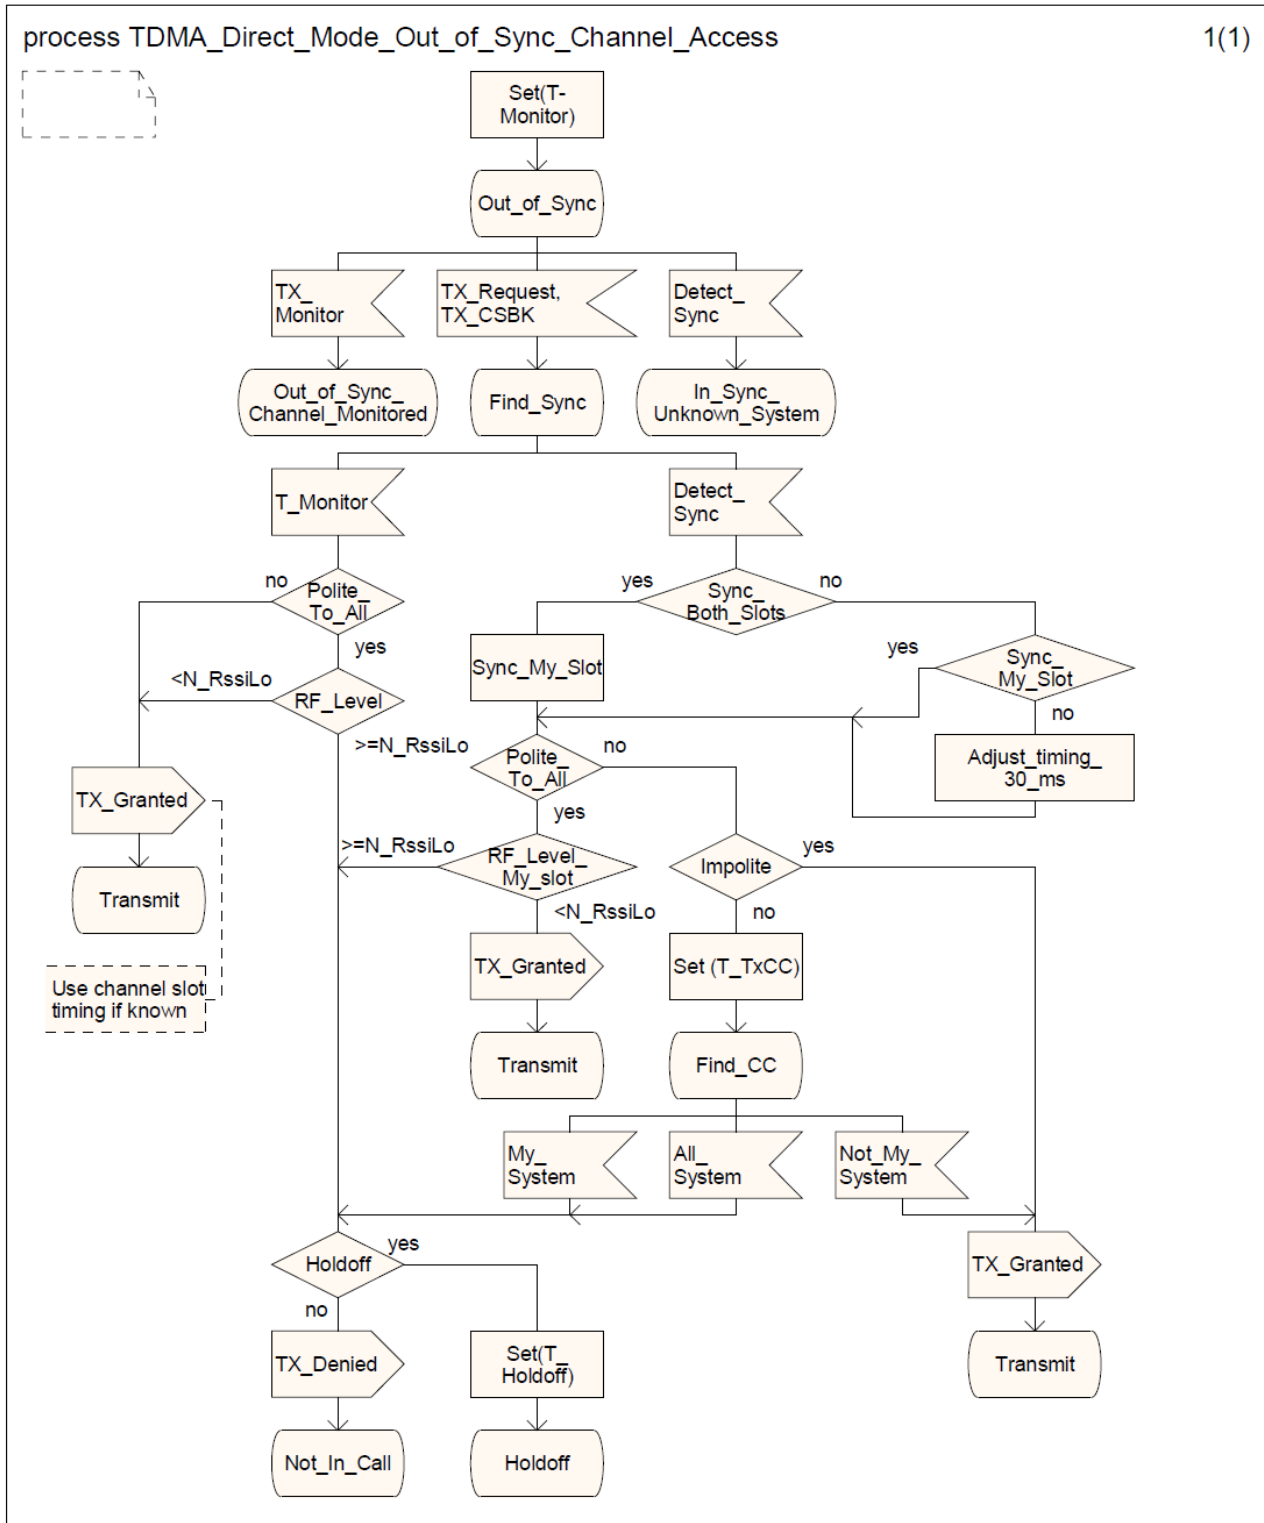 process TDMA_Direct_Mode_Out_of_Sync_Channel_Access
1(1)
Set(T-
Monitor)
Out_of_Sync
TX_
Monitor
TX_Request,
TX_CSBK
Detect_
Sync
Out_of_Sync_
Channel_Monitored
Find_Sync
In_Sync_
Unknown_System
T_Monitor
Detect_
Sync
no
Polite_
To_All
yes
yes
Sync_
Both_Slots
no
<N_RssiLo
RF_Level
Sync_My_Slot
yes
Sync_
My_Slot
no
>=N_RssiLo
Polite_
To_All
no
Adjust_timing_
30_ms
TX_Granted
yes
>=N_RssiLo
RF_Level_
My_slot
Impolite
yes
Transmit
<N_RssiLo
no
TX_Granted
Set (T_TxCC)
Use channel slot
timing if known
Transmit
Find_CC
My_
System
All_
System
Not_My_
System
Holdoff
yes
TX_Granted
no
TX_Denied
Set(T_
Holdoff)
Transmit
Not_In_Call
Holdoff